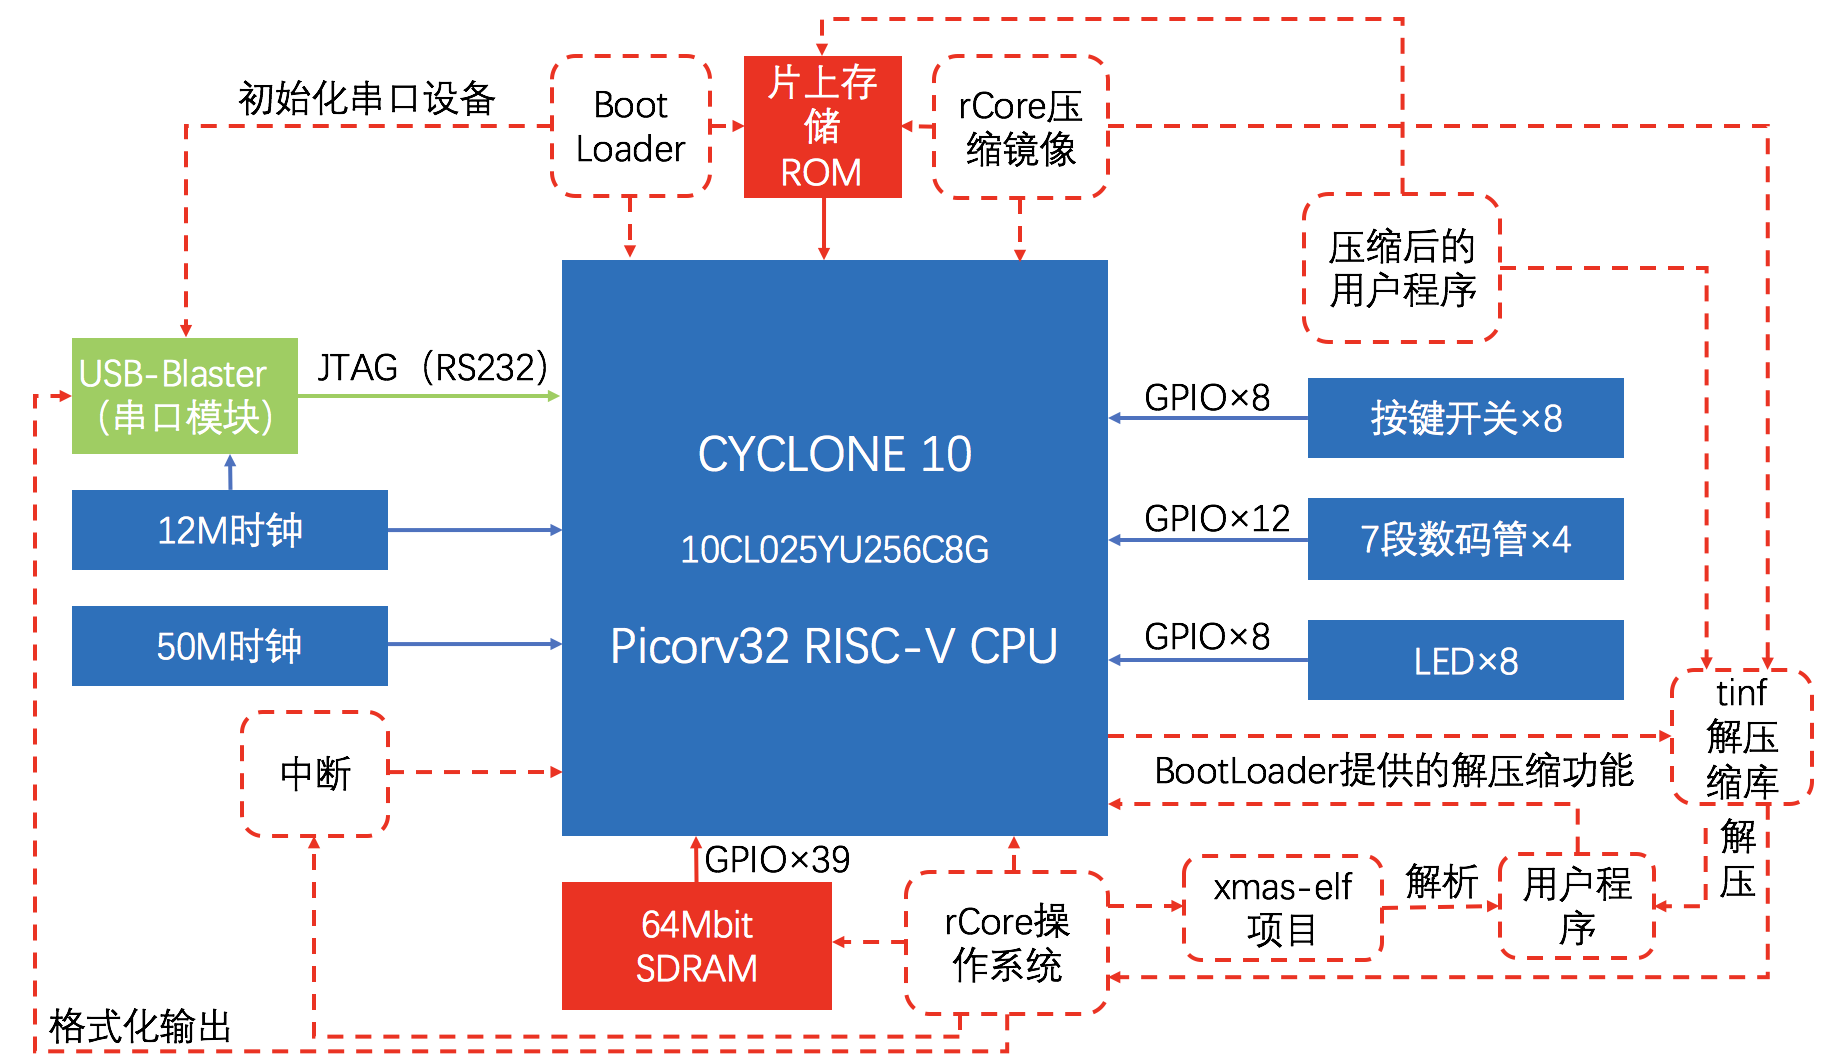 初始化串口设备
Boot
Loader
片上存
储
ROM
rCore压
缩镜像
压缩后的
用户程序
USB-Blaster
（串口模块）
JTAG（RS232）
12M时钟
50M时钟
中断
CYCLONE 10
10CL025YU256C8G
Picorv32 RISC-V CPU
GPIO×8
按键开关×8
GPIO×12
7段数码管×4
GPIO×8
LED×8
tinf
解压
缩库
BootLoader提供的解压缩功能
解
压
GPIO×39
64Mbit
SDRAM
rCore操
作系统
xmas-elf
项目
解析
用户程
序
格式化输出